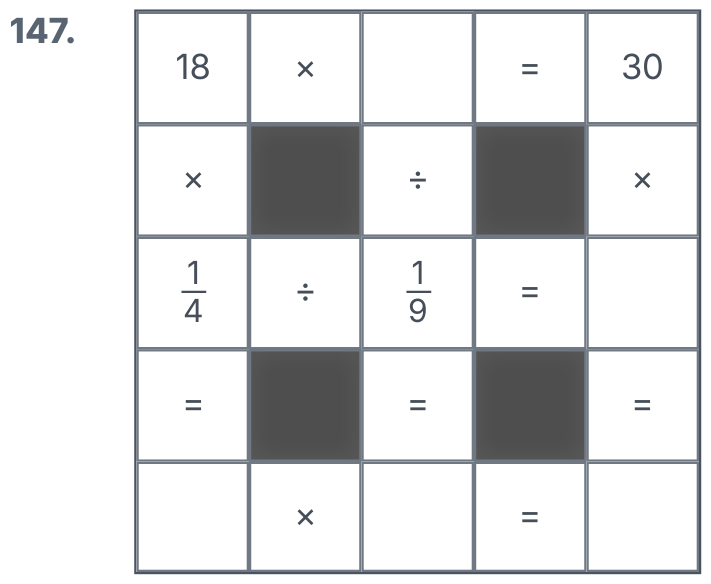 147.
18 × = 30
× ÷ ×
1/4 ÷ 1/9 =
= = =
× =